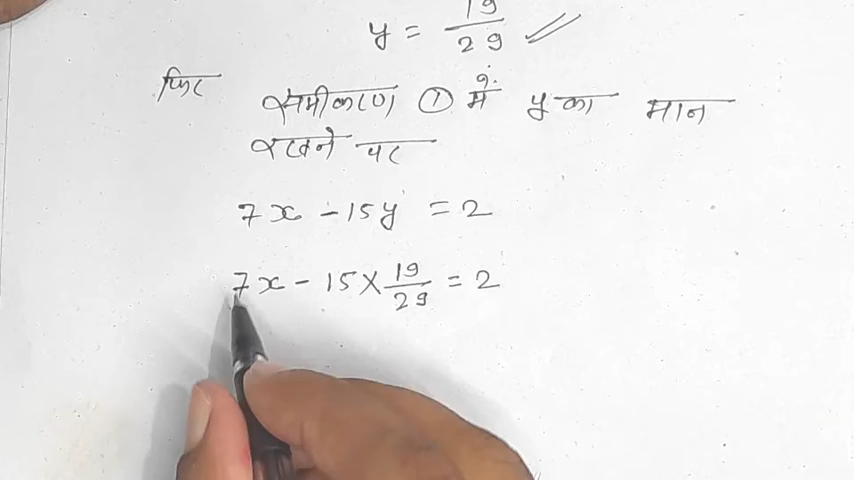 y = 19/29
फिर
समीकरण ① में y का मान
रखने पर
7x - 15y = 2
7x - 15 × 19/29 = 2